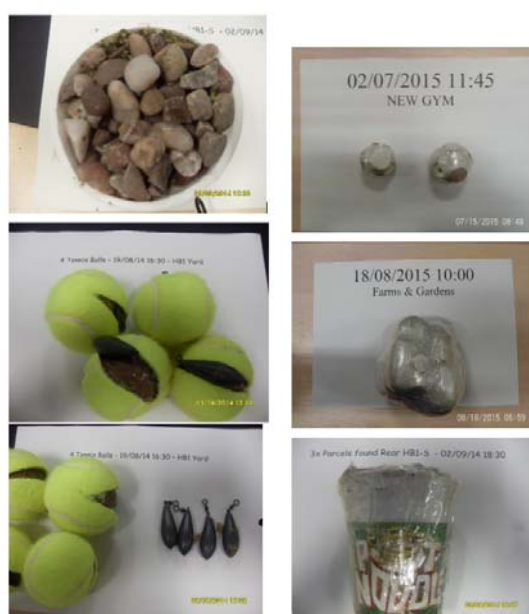 HB1-S - 02/09/14
02/07/2015 11:45
NEW GYM
07/15/2015 08:48
4 Tennis Balls - 19/08/14 16:30 - HB1 Yard
18/08/2015 10:00
Farms & Gardens
08/18/2015 06:59
4 Tennis Balls - 19/08/14 16:30 - HB1 Yard
3x Parcels found Rear HB1-S - 02/09/14 18:30
POT
NOODLE